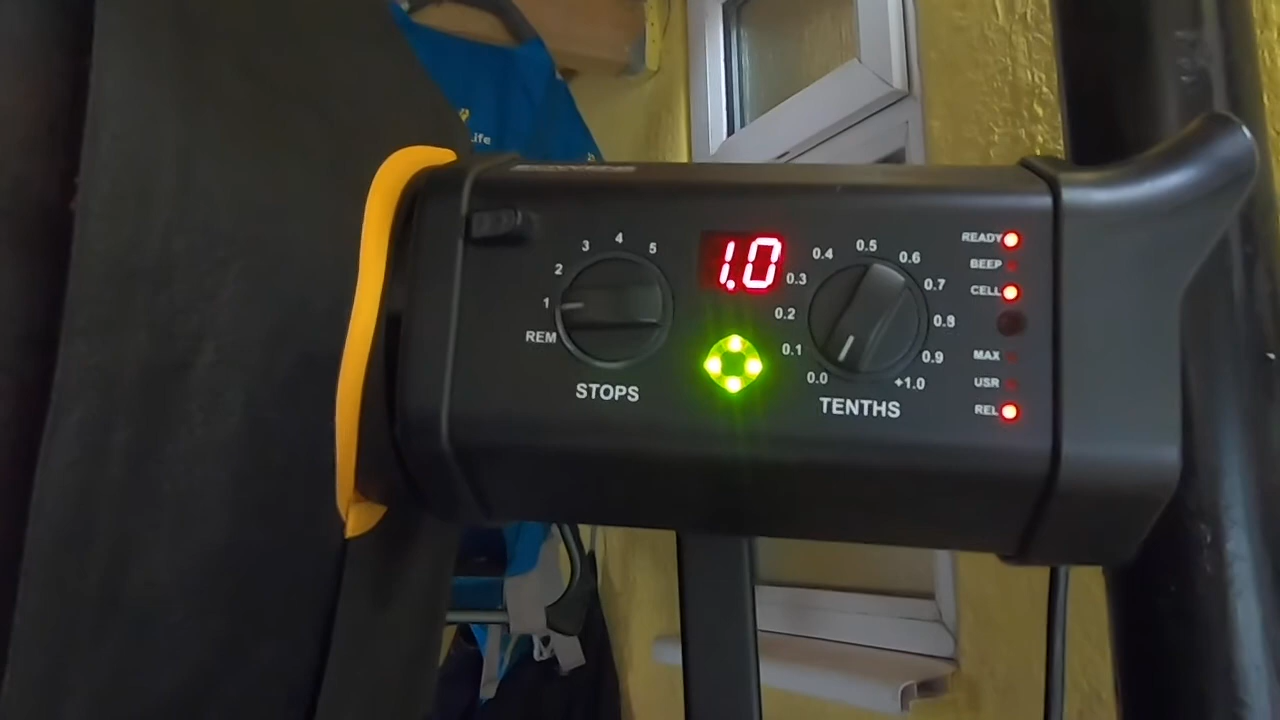 Life
3 4 5
2
1
REM
STOPS
1.0
0.4 0.5 0.6
0.3 0.7
0.2 0.8
0.1 0.9
0.0 +1.0
TENTHS
READY
BEEP
CELL
MAX
USR
REL